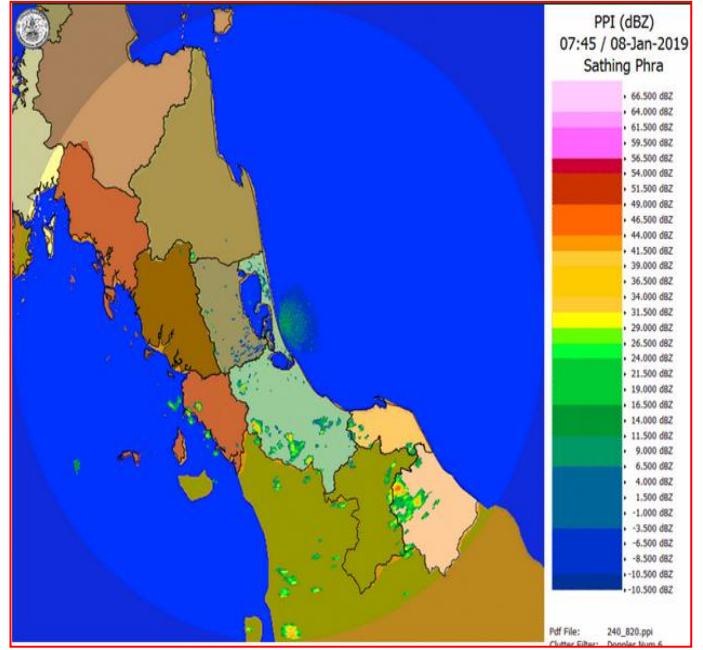 PPI (dBZ)
07:45 / 08-Jan-2019
Sathing Phra
66.500 dBZ
64.000 dBZ
61.500 dBZ
59.500 dBZ
56.500 dBZ
54.000 dBZ
51.500 dBZ
49.000 dBZ
46.500 dBZ
44.000 dBZ
41.500 dBZ
39.000 dBZ
36.500 dBZ
34.000 dBZ
31.500 dBZ
29.000 dBZ
26.500 dBZ
24.000 dBZ
21.500 dBZ
19.000 dBZ
16.500 dBZ
14.000 dBZ
11.500 dBZ
9.000 dBZ
6.500 dBZ
4.000 dBZ
1.500 dBZ
-1.000 dBZ
-3.500 dBZ
-6.500 dBZ
-8.500 dBZ
-10.500 dBZ
-10.500 dBZ
Pdf File: 240_820.ppi
Clutter Filter: Doppler Num 6